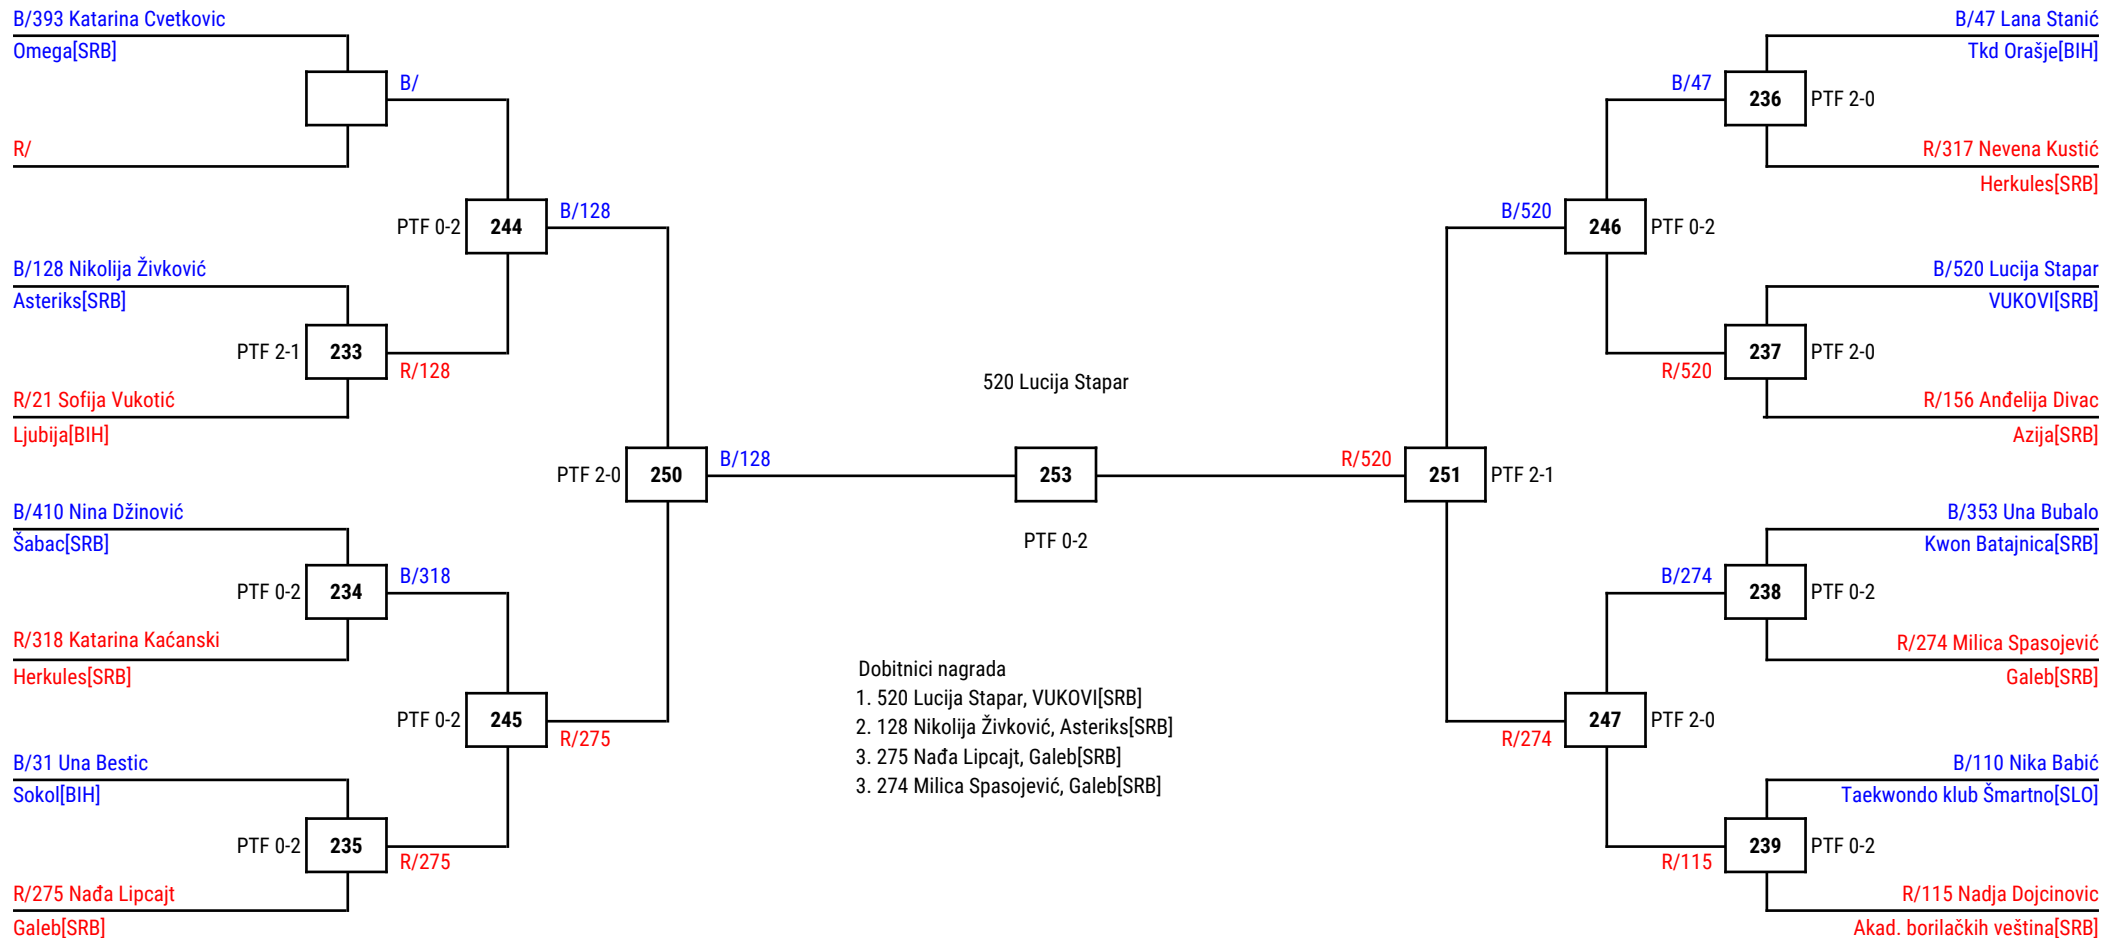 B/393 Katarina Cvetkovic
Omega[SRB]
B/
R/
PTF 0-2
244
B/128
B/128 Nikolija Živković
Asteriks[SRB]
PTF 2-1
233
R/128
R/21 Sofija Vukotić
Ljubija[BIH]
PTF 2-0
250
B/128
B/410 Nina Džinović
Šabac[SRB]
PTF 0-2
234
B/318
R/318 Katarina Kaćanski
Herkules[SRB]
PTF 0-2
245
R/275
B/31 Una Bestic
Sokol[BIH]
PTF 0-2
235
R/275
R/275 Nađa Lipcajt
Galeb[SRB]
520 Lucija Stapar
253
PTF 0-2
Dobitnici nagrada
1. 520 Lucija Stapar, VUKOVI[SRB]
2. 128 Nikolija Živković, Asteriks[SRB]
3. 275 Nađa Lipcajt, Galeb[SRB]
3. 274 Milica Spasojević, Galeb[SRB]
B/47 Lana Stanić
Tkd Orašje[BIH]
B/47
236
PTF 2-0
R/317 Nevena Kustić
Herkules[SRB]
B/520
246
PTF 0-2
B/520 Lucija Stapar
VUKOVI[SRB]
237
PTF 2-0
R/520
R/156 Anđelija Divac
Azija[SRB]
R/520
251
PTF 2-1
B/353 Una Bubalo
Kwon Batajnica[SRB]
B/274
238
PTF 0-2
R/274 Milica Spasojević
Galeb[SRB]
247
PTF 2-0
R/274
B/110 Nika Babić
Taekwondo klub Šmartno[SLO]
239
PTF 0-2
R/115
R/115 Nadja Dojcinovic
Akad. borilačkih veština[SRB]